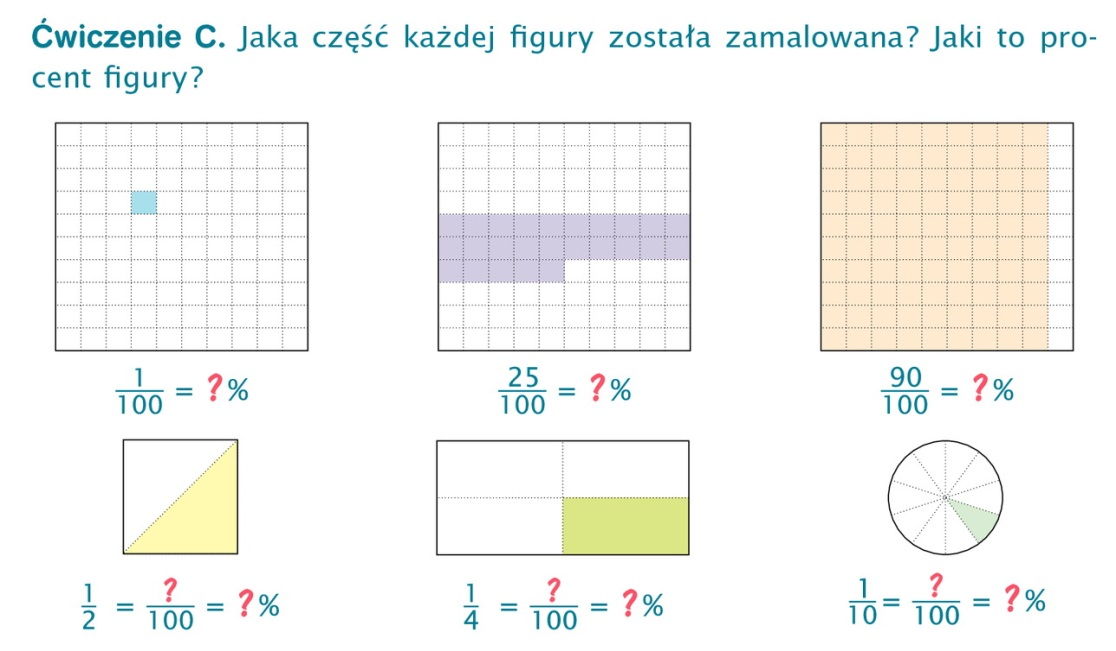 Ćwiczenie C. Jaka część każdej figury została zamalowana? Jaki to pro-
cent figury?
1/100 = ?%
25/100 = ?%
90/100 = ?%
1/2 = ?/100 = ?%
1/4 = ?/100 = ?%
1/10 = ?/100 = ?%